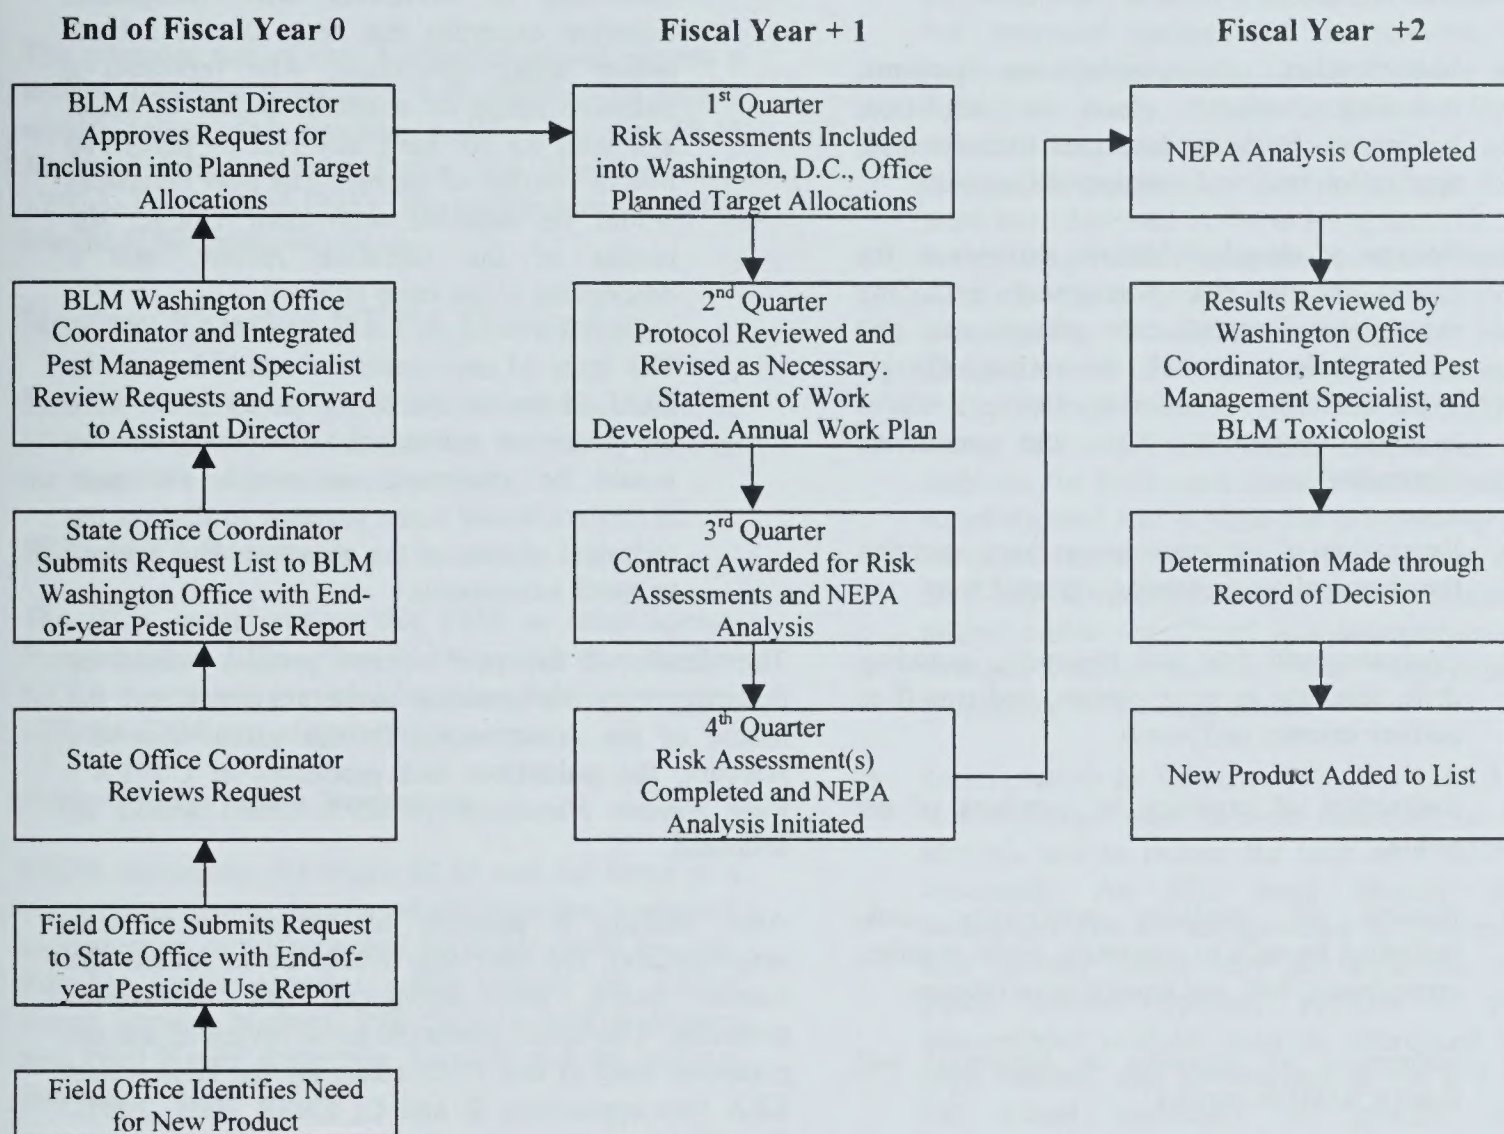 End of Fiscal Year 0
BLM Assistant Director
Approves Request for
Inclusion into Planned Target
Allocations
BLM Washington Office
Coordinator and Integrated
Pest Management Specialist
Review Requests and Forward
to Assistant Director
State Office Coordinator
Submits Request List to BLM
Washington Office with End-
of-year Pesticide Use Report
State Office Coordinator
Reviews Request
Field Office Submits Request
to State Office with End-of-
year Pesticide Use Report
Field Office Identifies Need
for New Product
Fiscal Year + 1
1st Quarter
Risk Assessments Included
into Washington, D.C., Office
Planned Target Allocations
2nd Quarter
Protocol Reviewed and
Revised as Necessary.
Statement of Work
Developed. Annual Work Plan
3rd Quarter
Contract Awarded for Risk
Assessments and NEPA
Analysis
4th Quarter
Risk Assessment(s)
Completed and NEPA
Analysis Initiated
Fiscal Year +2
NEPA Analysis Completed
Results Reviewed by
Washington Office
Coordinator, Integrated Pest
Management Specialist, and
BLM Toxicologist
Determination Made through
Record of Decision
New Product Added to List